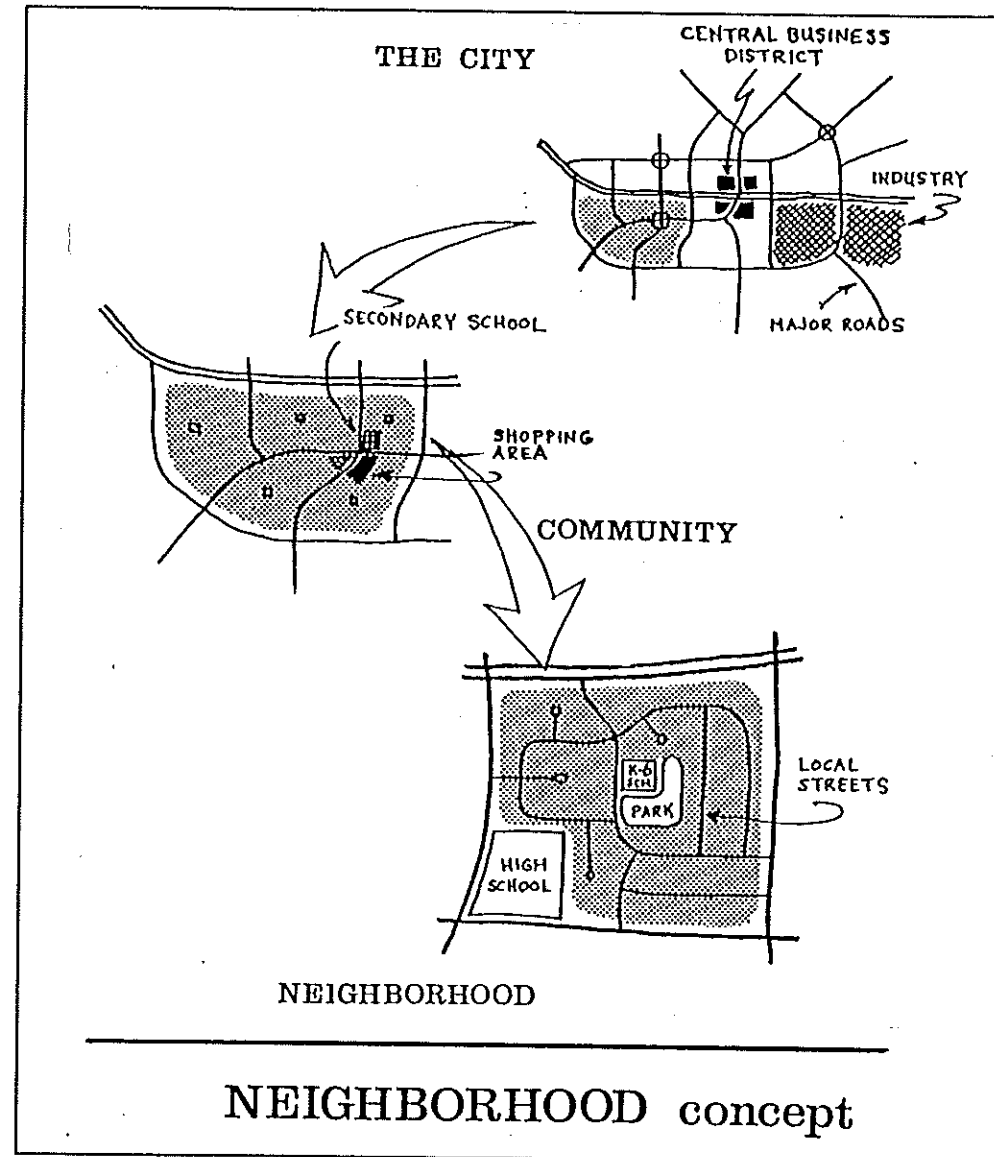 THE CITY
CENTRAL BUSINESS
DISTRICT
INDUSTRY
MAJOR ROADS
SECONDARY SCHOOL
SHOPPING
AREA
COMMUNITY
K-6
SCH.
PARK
LOCAL
STREETS
HIGH
SCHOOL
NEIGHBORHOOD
NEIGHBORHOOD concept